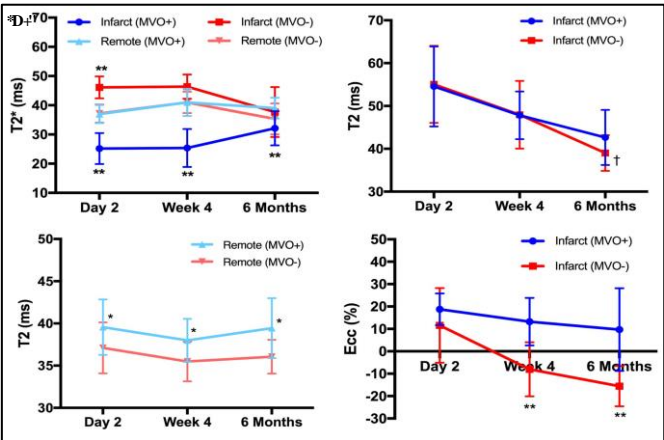 70
60
50
40
30
20
10
T2* (ms)
Infarct (MVO+)
Infarct (MVO-)
Remote (MVO+)
Remote (MVO-)
**
**
**
**
Day 2
Week 4
6 Months
70
60
50
40
30
T2 (ms)
Infarct (MVO+)
Infarct (MVO-)
†
Day 2
Week 4
6 Months
50
45
40
35
30
T2 (ms)
Remote (MVO+)
Remote (MVO-)
*
*
*
Day 2
Week 4
6 Months
50
40
30
20
10
0
-10
-20
-30
Ecc (%)
Infarct (MVO+)
Infarct (MVO-)
Day 2
Week 4
6 Months
**
**